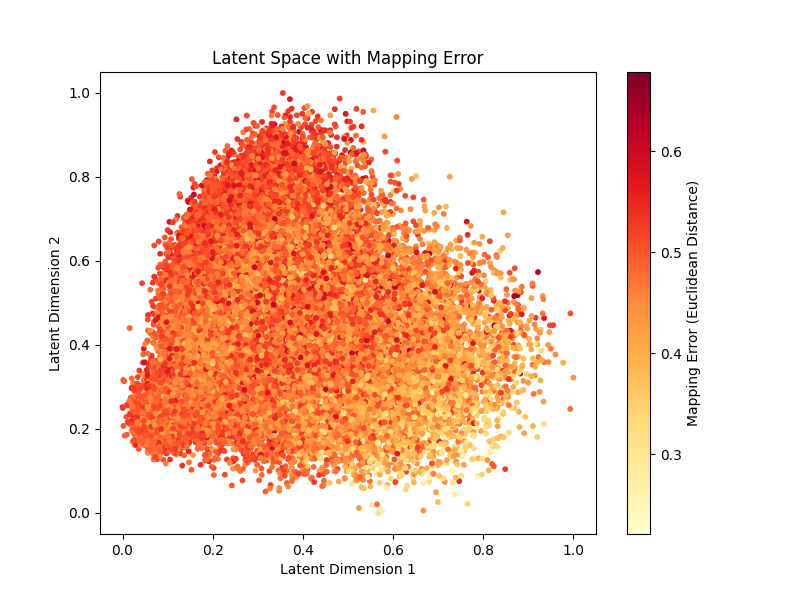 Latent Space with Mapping Error
1.0
0.8
0.6
0.4
0.2
0.0
Latent Dimension 2
0.0 0.2 0.4 0.6 0.8 1.0
Latent Dimension 1
0.6
0.5
0.4
0.3
Mapping Error (Euclidean Distance)